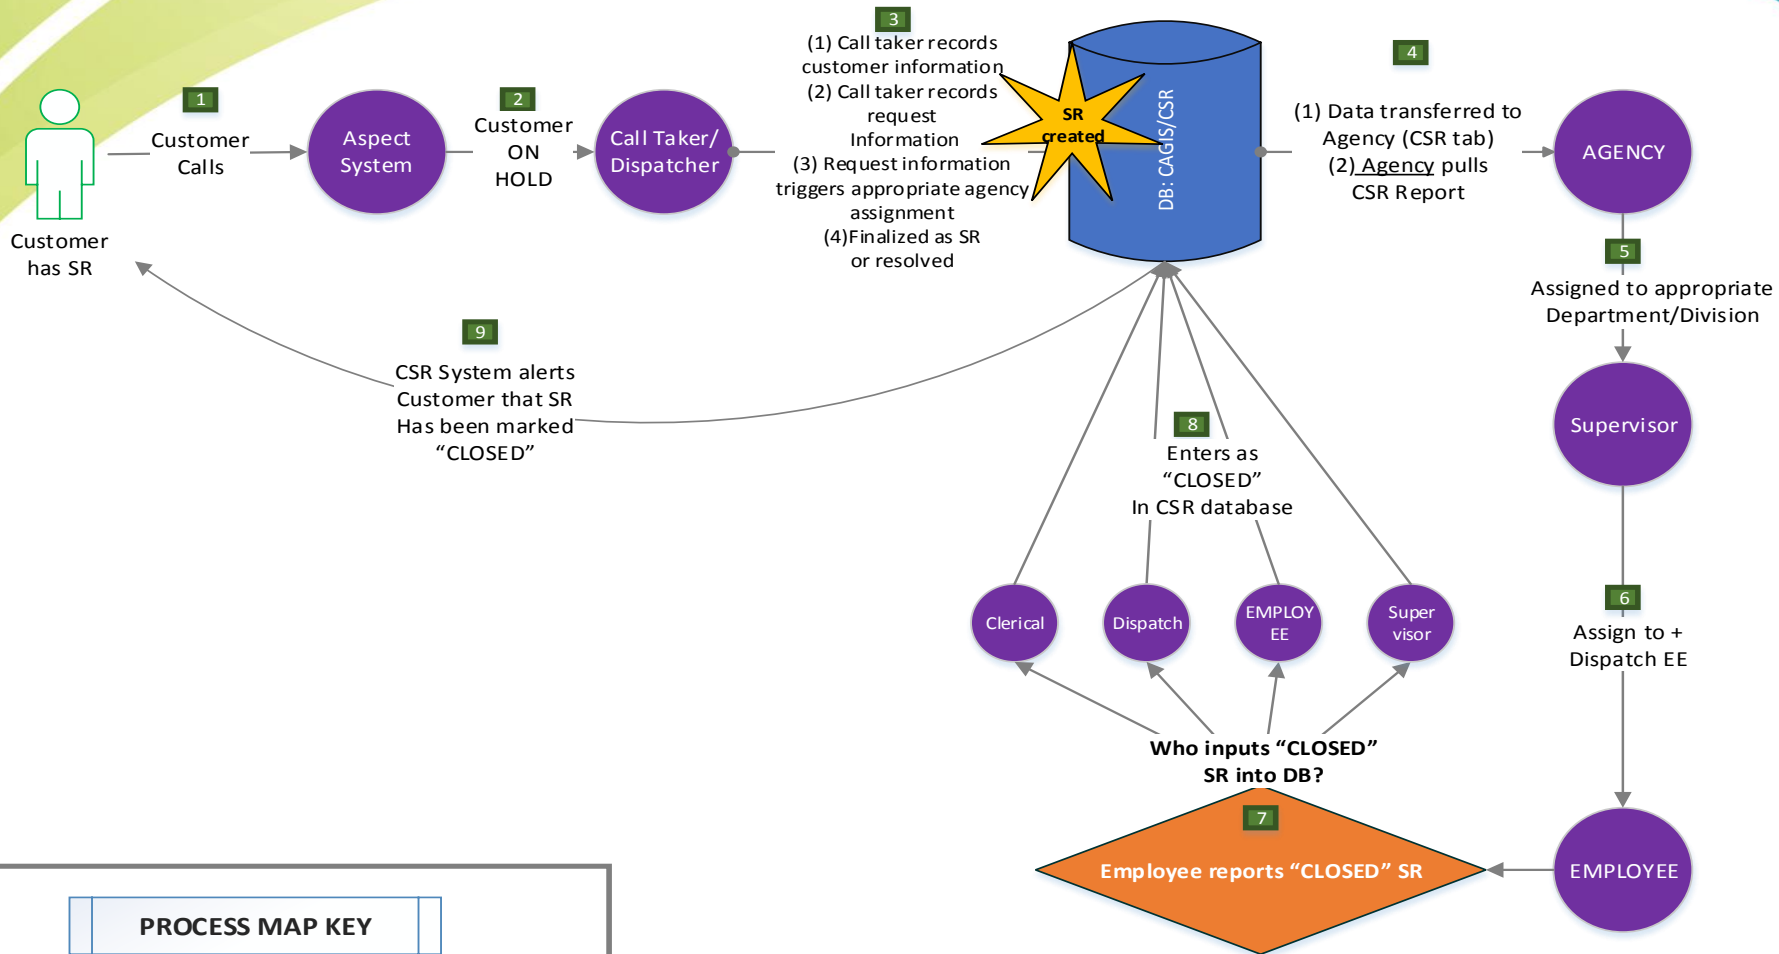 1
Customer
Calls
Customer
has SR
Aspect
System
2
Customer
ON
HOLD
Call Taker/
Dispatcher
3
(1) Call taker records
customer information
(2) Call taker records
request
Information
(3) Request information
triggers appropriate agency
assignment
(4)Finalized as SR
or resolved
SR
created
DB: CAGIS/CSR
4
(1) Data transferred to
Agency (CSR tab)
(2) Agency pulls
CSR Report
AGENCY
5
Assigned to appropriate
Department/Division
Supervisor
6
Assign to +
Dispatch EE
EMPLOYEE
7
Employee reports “CLOSED” SR
Who inputs “CLOSED”
SR into DB?
Clerical
Dispatch
EMPLOY
EE
Super
visor
8
Enters as
“CLOSED”
In CSR database
9
CSR System alerts
Customer that SR
Has been marked
“CLOSED”
PROCESS MAP KEY